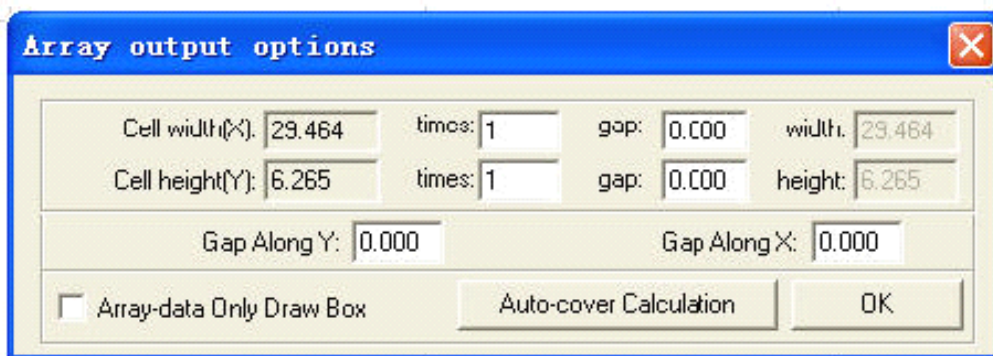 Array output options
Cell width(X): 29.464 times: 1 gap: 0.000 width: 29.464
Cell height(Y): 6.265 times: 1 gap: 0.000 height: 6.265
Gap Along Y: 0.000 Gap Along X: 0.000
Array-data Only Draw Box Auto-cover Calculation OK